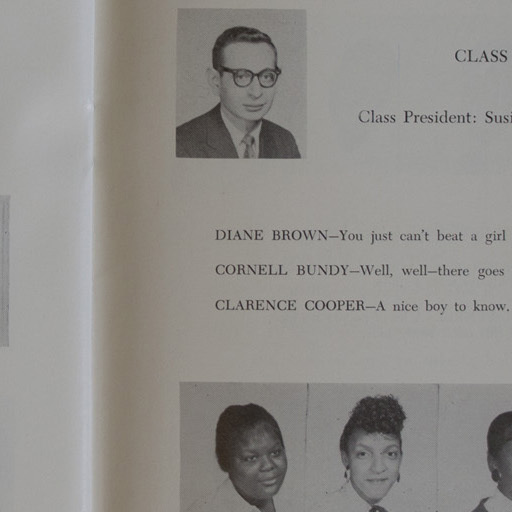 CLASS
Class President:
DIANE BROWN—You just can't beat a girl
CORNELL BUNDY—Well, well—there goes
CLARENCE COOPER—A nice boy to know.